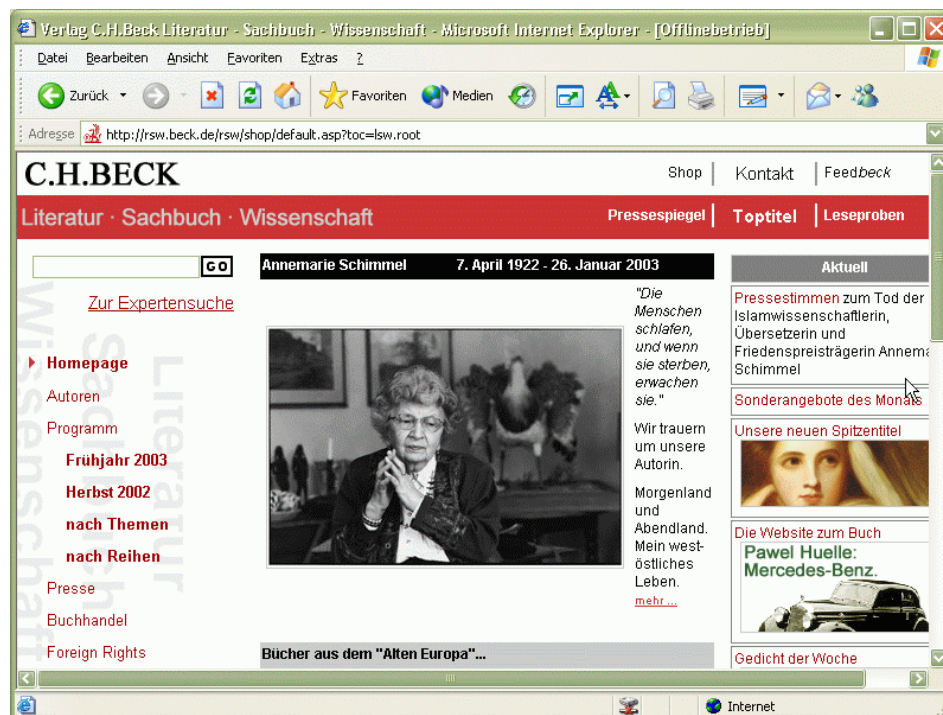 Verlag C.H.Beck Literatur - Sachbuch - Wissenschaft - Microsoft Internet Explorer - [Offlinebetrieb]
Datei Bearbeiten Ansicht Favoriten Extras ?
Zurück Favoriten Medien
Adresse http://rsw.beck.de/rsw/shop/default.asp?toc=lsw.root
C.H.BECK
Shop Kontakt Feedbeck
Literatur · Sachbuch · Wissenschaft
Pressespiegel Toptitel Leseproben
GO
Zur Expertensuche
Wissenschaft
Sachbuch
Literatur
Homepage
Autoren
Programm
Frühjahr 2003
Herbst 2002
nach Themen
nach Reihen
Presse
Buchhandel
Foreign Rights
Annemarie Schimmel 7. April 1922 - 26. Januar 2003
"Die
Menschen
schlafen,
und wenn
sie sterben,
erwachen
sie."
Wir trauern
um unsere
Autorin.
Morgenland
und
Abendland.
Mein west-
östliches
Leben.
mehr ...
Bücher aus dem "Alten Europa"...
Aktuell
Pressestimmen zum Tod der
Islamwissenschaftlerin,
Übersetzerin und
Friedenspreisträgerin Annema
Schimmel
Sonderangebote des Monats
Unsere neuen Spitzentitel
Die Website zum Buch
Pawel Huelle:
Mercedes-Benz.
Gedicht der Woche
Internet